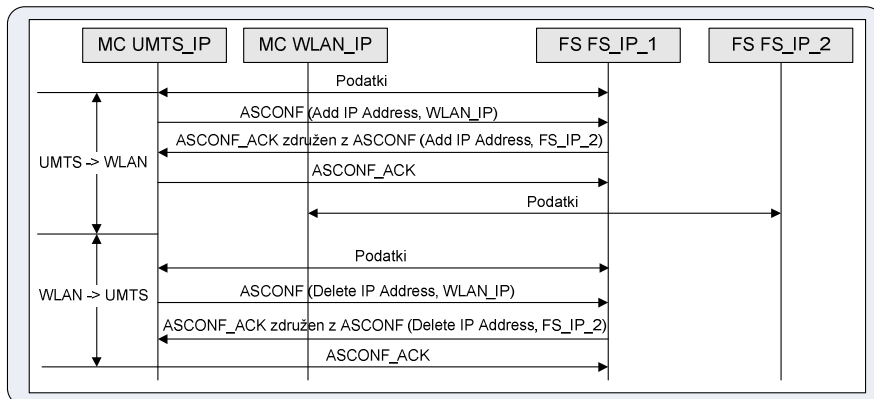 MC UMTS_IP
MC WLAN_IP
FS FS_IP_1
FS FS_IP_2
Podatki
ASCONF (Add IP Address, WLAN_IP)
ASCONF_ACK združen z ASCONF (Add IP Address, FS_IP_2)
UMTS -> WLAN
ASCONF_ACK
Podatki
Podatki
WLAN -> UMTS
ASCONF (Delete IP Address, WLAN_IP)
ASCONF_ACK združen z ASCONF (Delete IP Address, FS_IP_2)
ASCONF_ACK